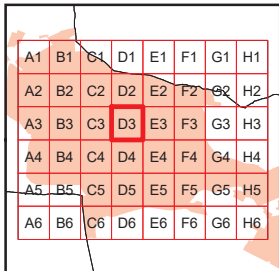 A1 B1 C1 D1 E1 F1 G1 H1
A2 B2 C2 D2 E2 F2 G2 H2
A3 B3 C3 D3 E3 F3 G3 H3
A4 B4 C4 D4 E4 F4 G4 H4
A5 B5 C5 D5 E5 F5 G5 H5
A6 B6 C6 D6 E6 F6 G6 H6